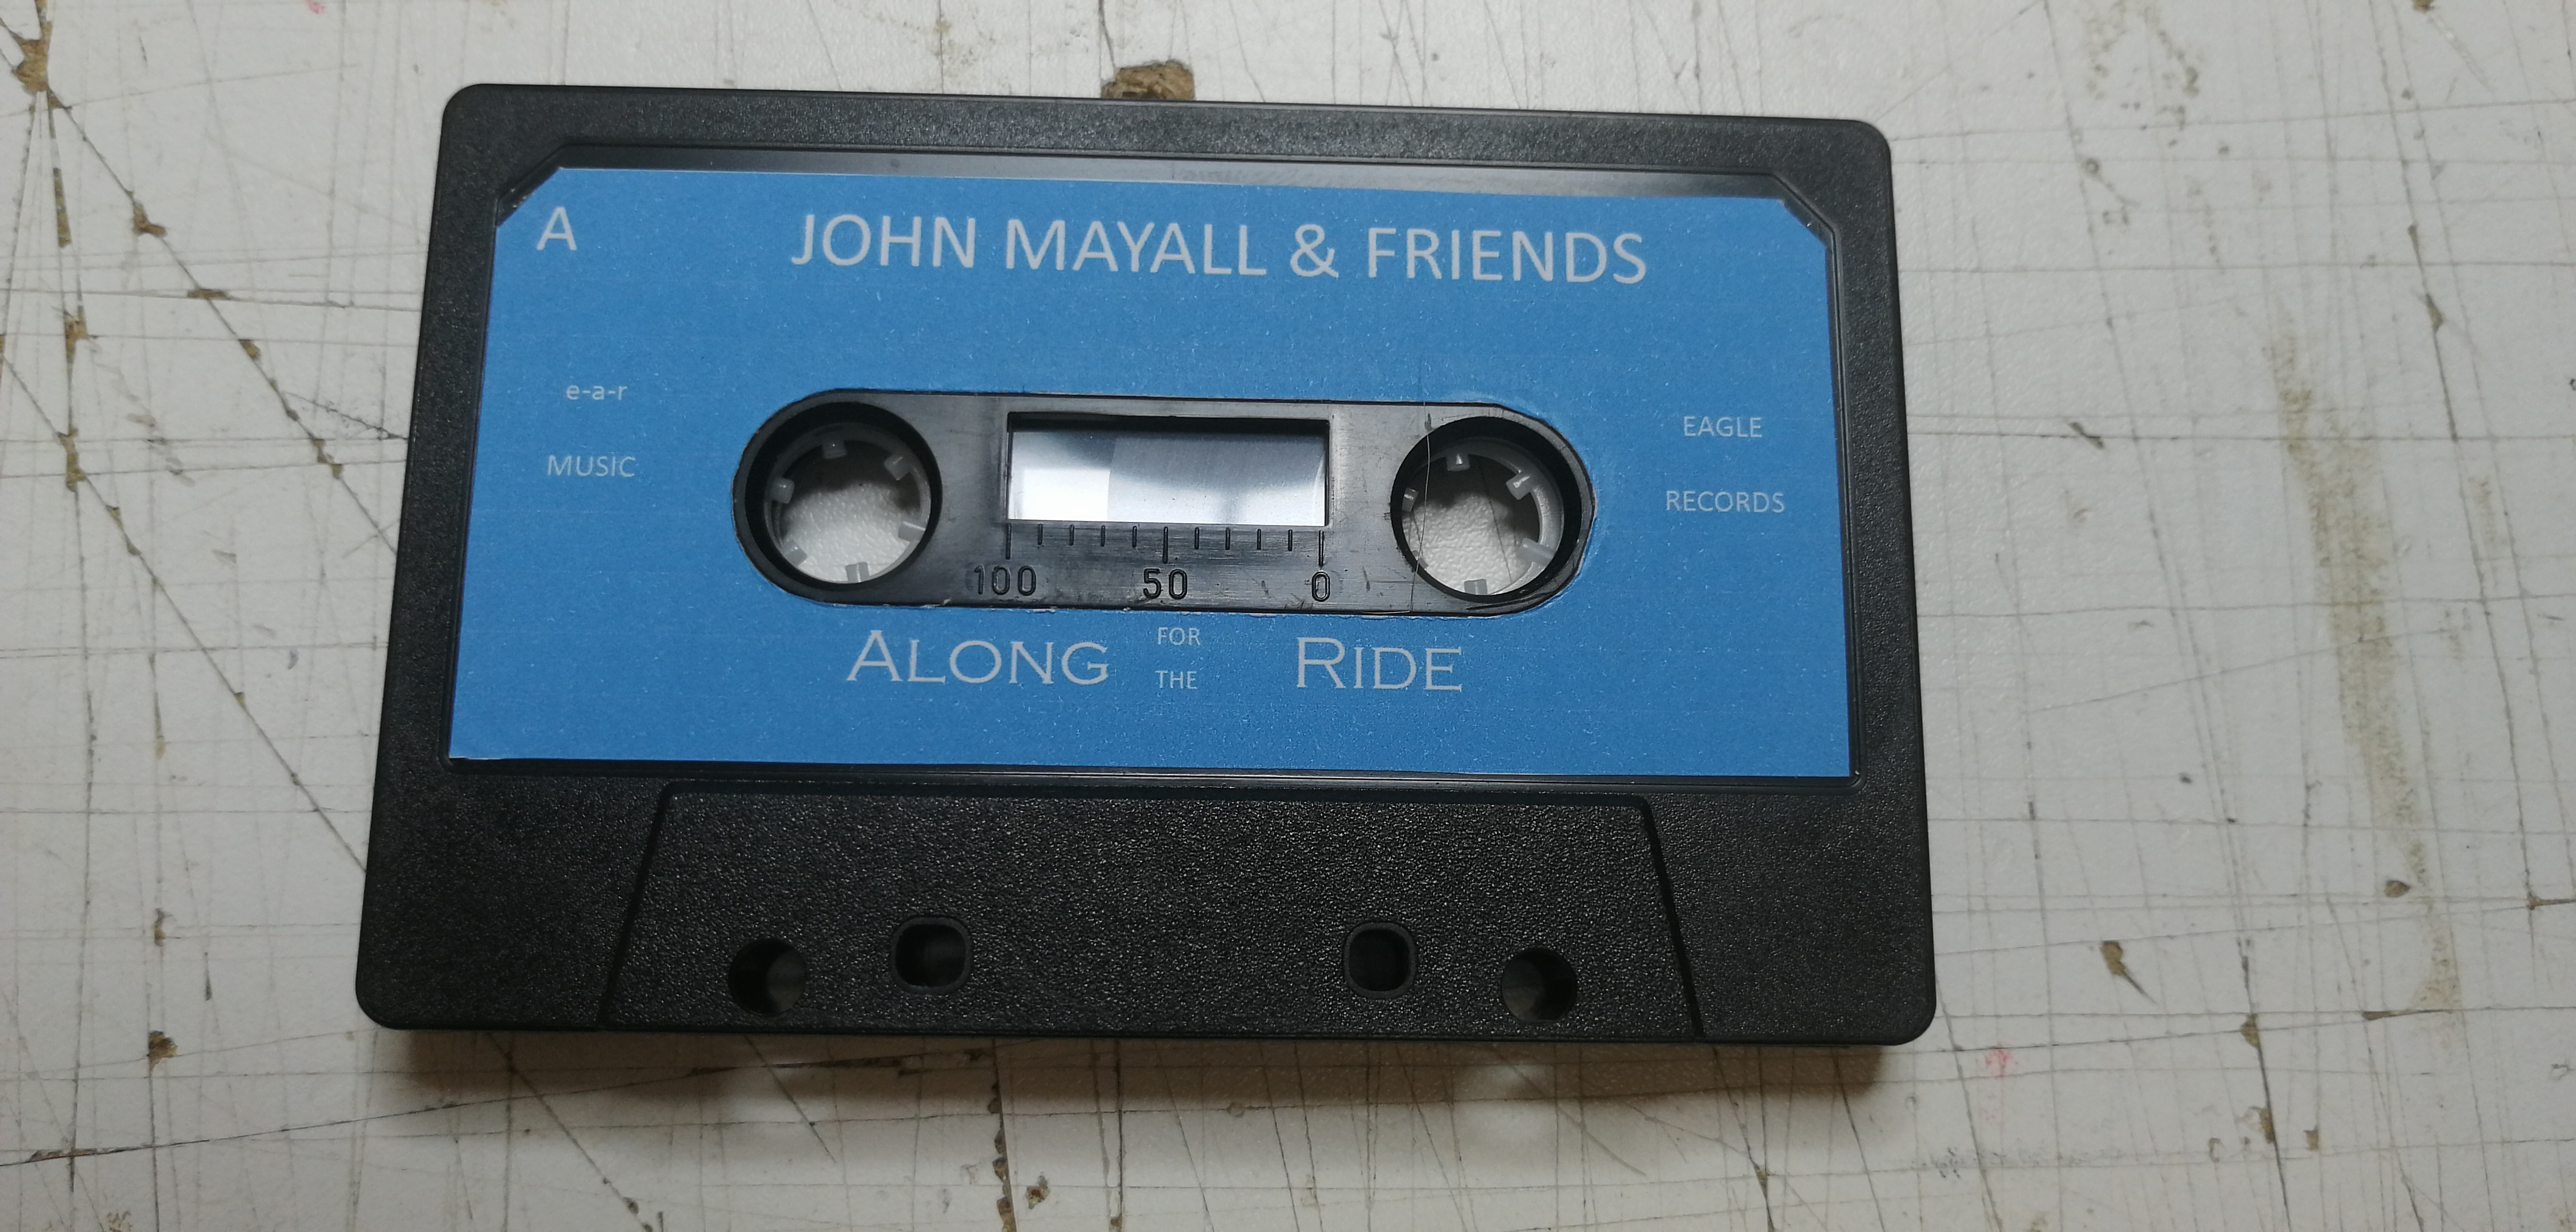 A
JOHN MAYALL & FRIENDS
e-a-r
MUSIC
EAGLE
RECORDS
100 50 0
ALONG FOR THE RIDE